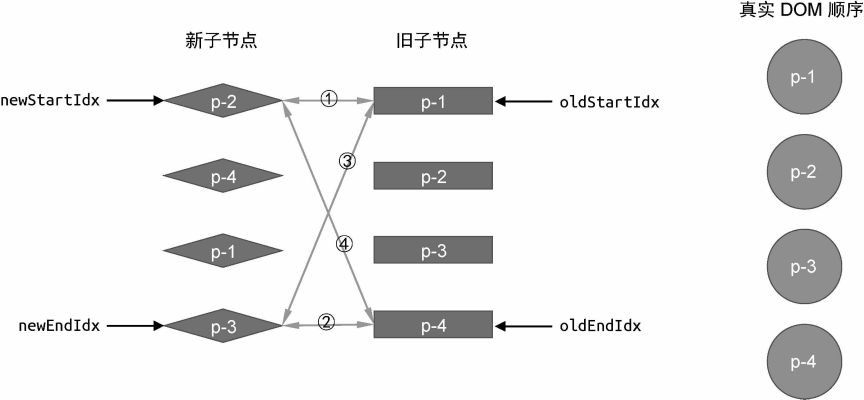 真实 DOM 顺序
新子节点
旧子节点
newStartIdx
p-2
①
p-1
oldStartIdx
p-1
p-4
③
p-2
p-2
p-1
④
p-3
p-3
newEndIdx
p-3
②
p-4
oldEndIdx
p-4